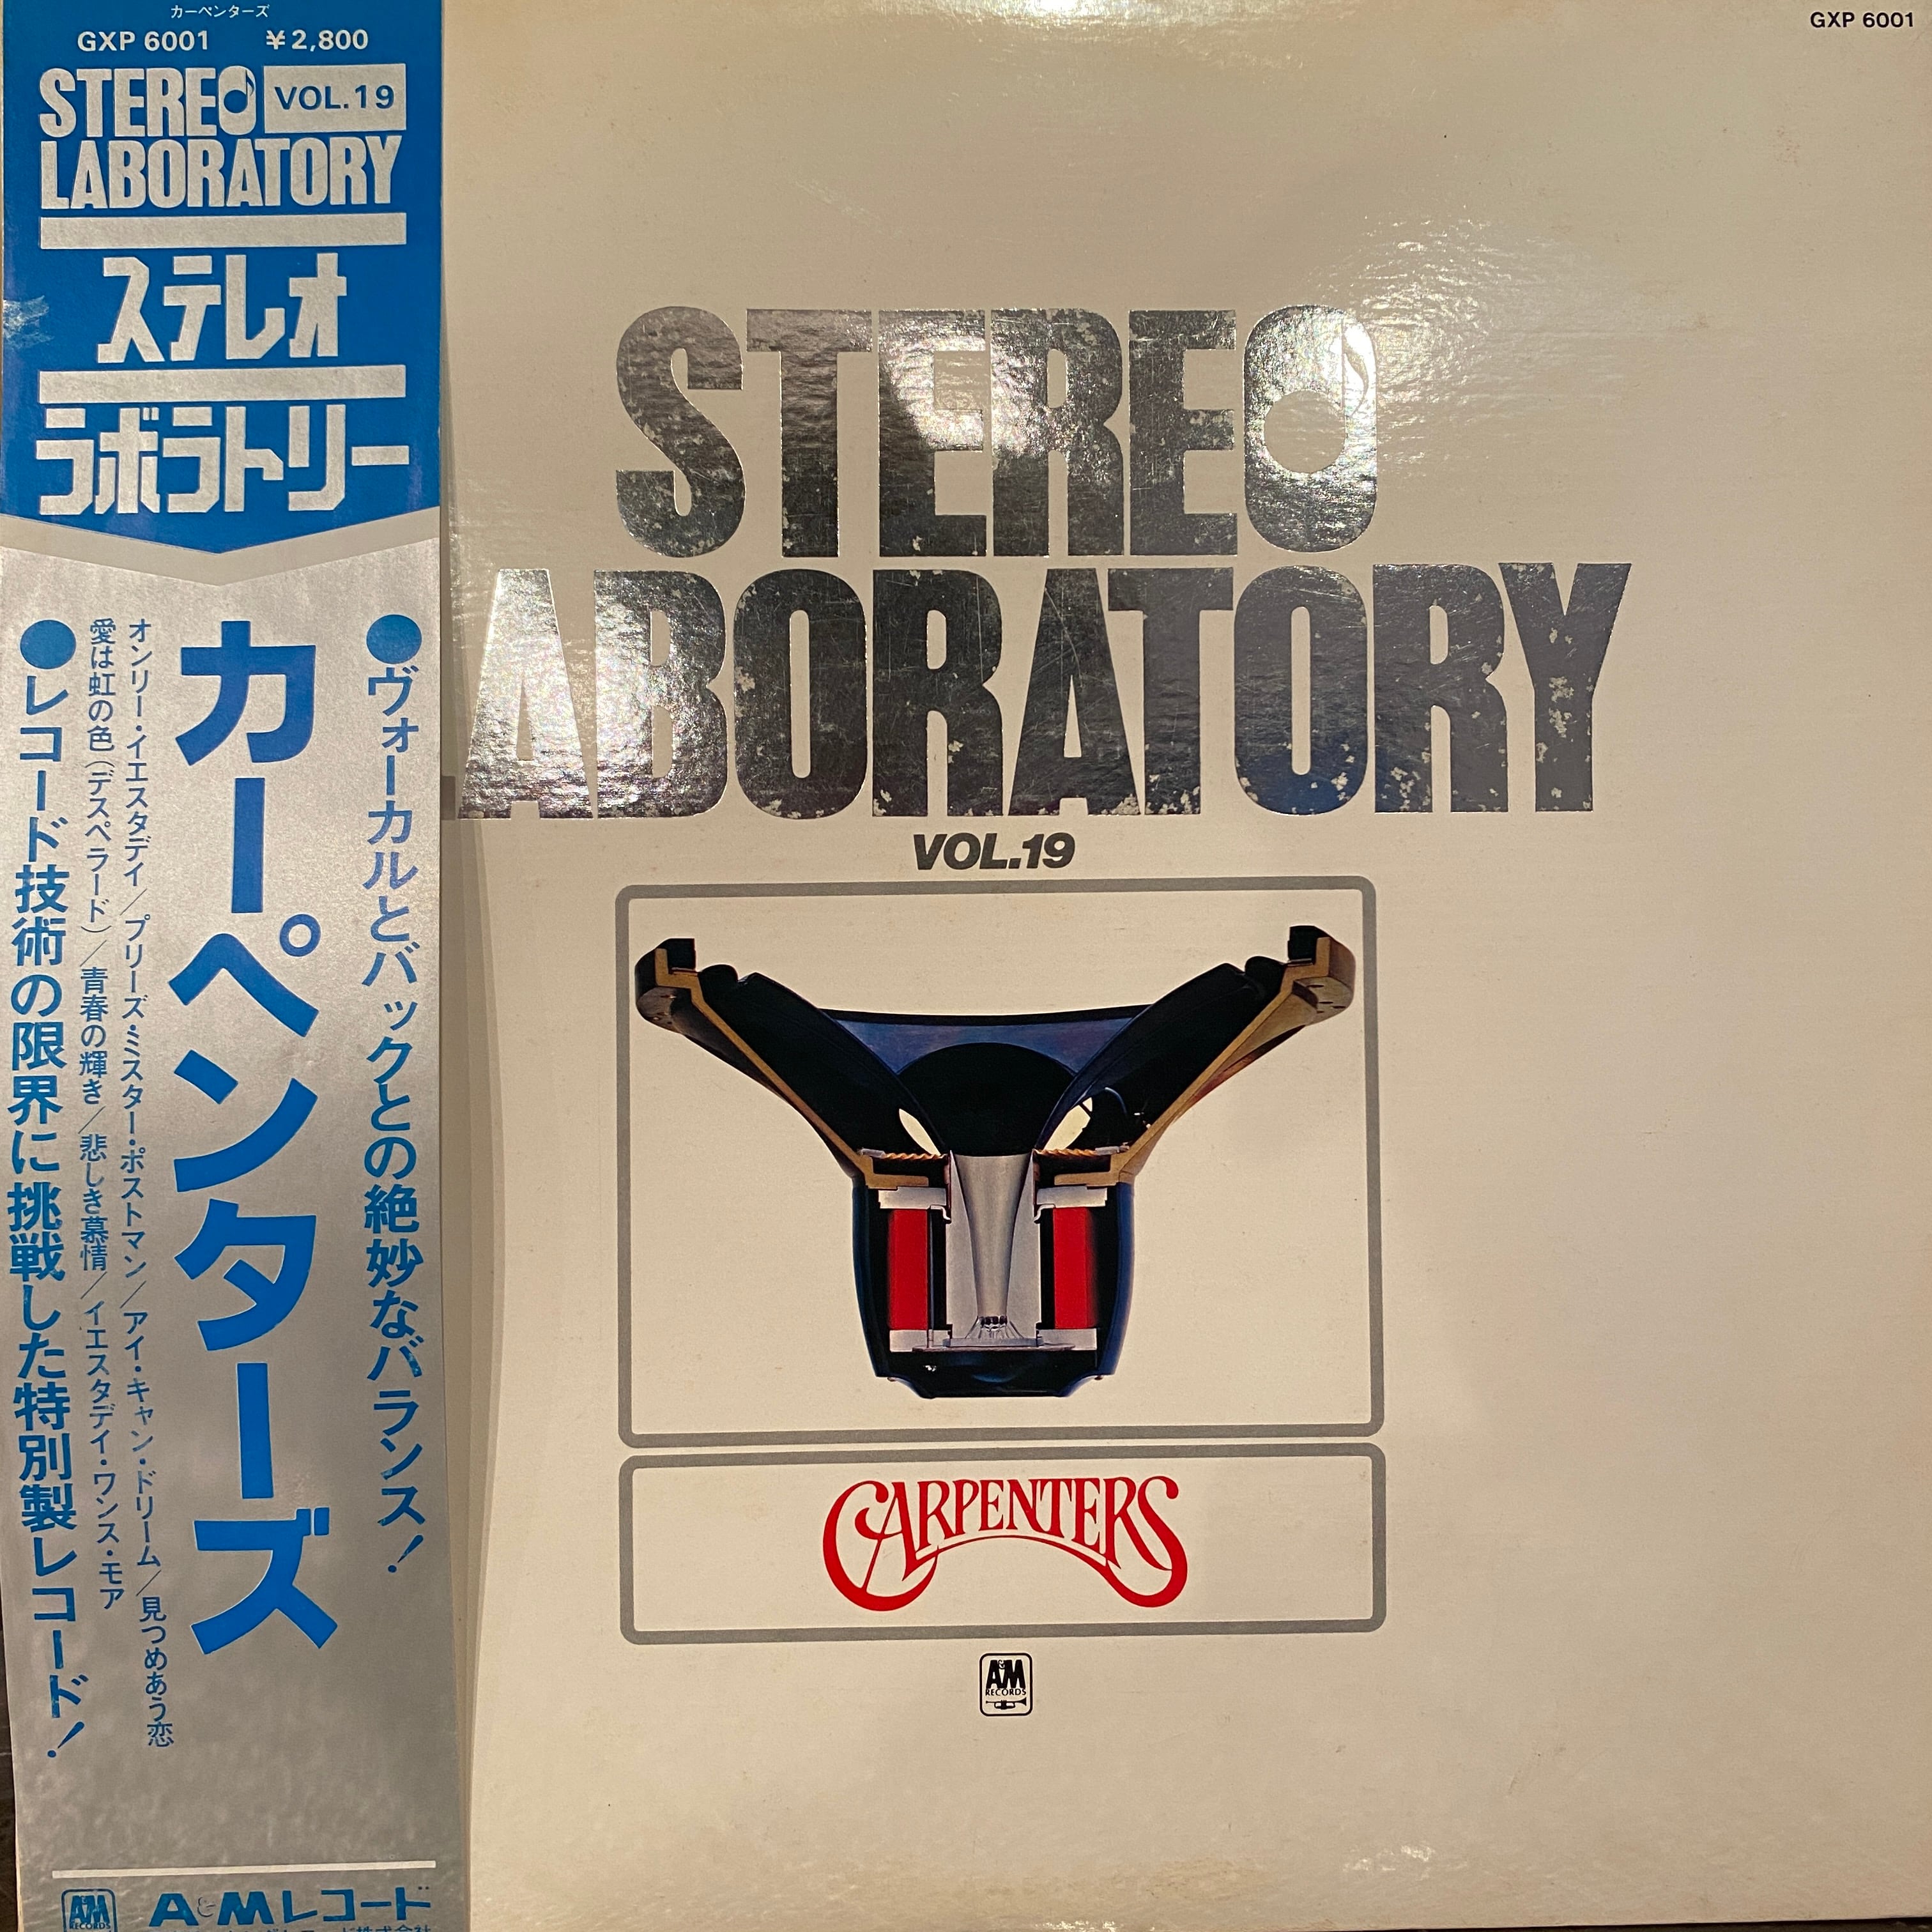 カーペンターズ
GXP 6001 ¥2,800
STEREO VOL.19
LABORATORY
ステレオ
ラボラトリー
●ヴォーカルとバックとの絶妙なバランス!
カーペンターズ
オンリー・イエスタデイ/プリーズ・ミスター・ポストマン/アイ・キャン・ドリーム/見つめあう恋
愛は虹の色(デスペラード)/青春の輝き/悲しき慕情/イエスタデイ・ワンス・モア
●レコード技術の限界に挑戦した特別製レコード!
A&M RECORDS
A&Mレコード
GXP 6001
STEREO
ABORATORY
VOL.19
CARPENTERS
A&M
RECORDS